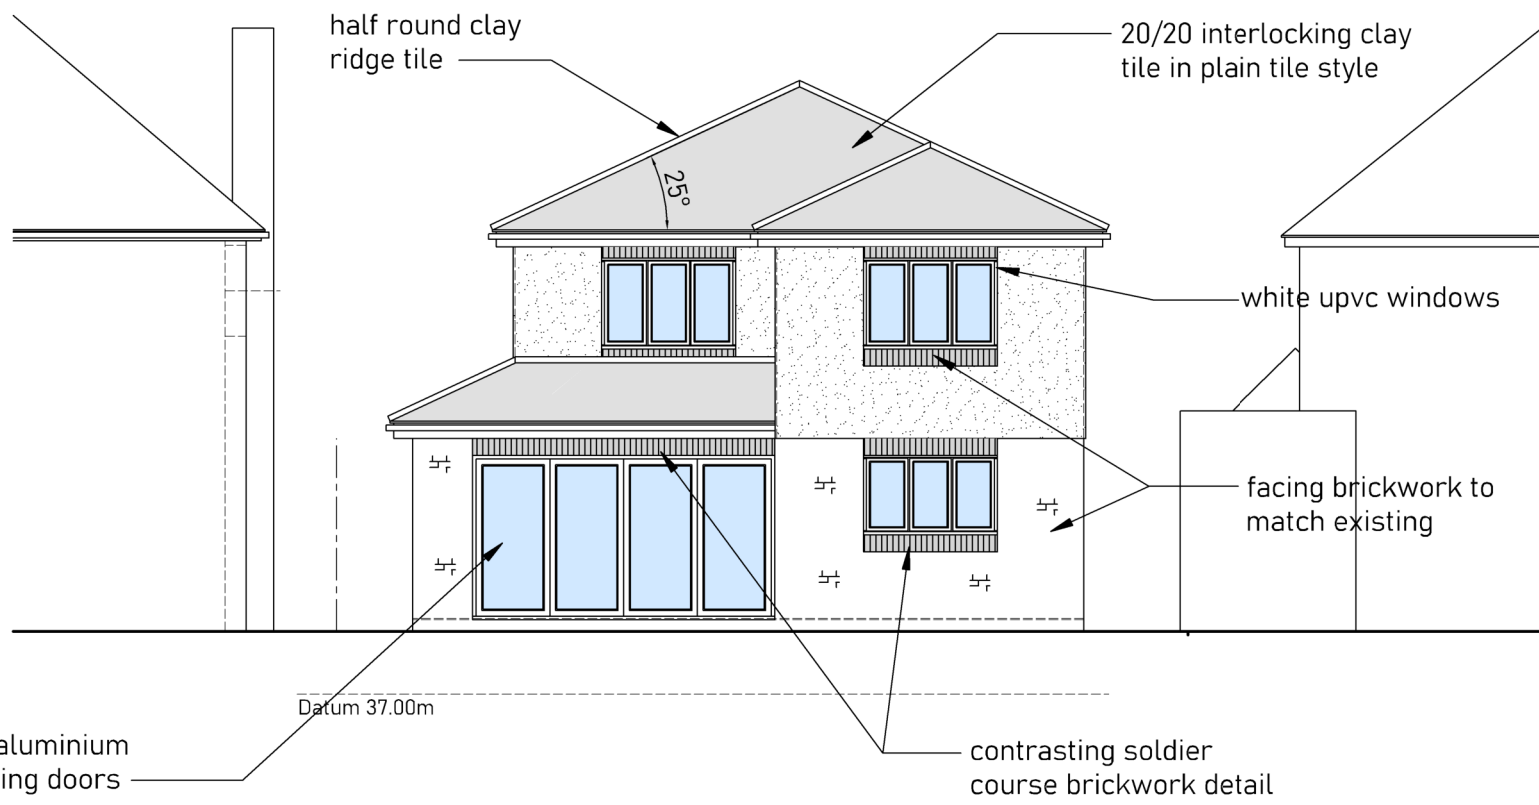 half round clay
ridge tile
20/20 interlocking clay
tile in plain tile style
25°
white upvc windows
facing brickwork to
match existing
Datum 37.00m
aluminium
ing doors
contrasting soldier
course brickwork detail